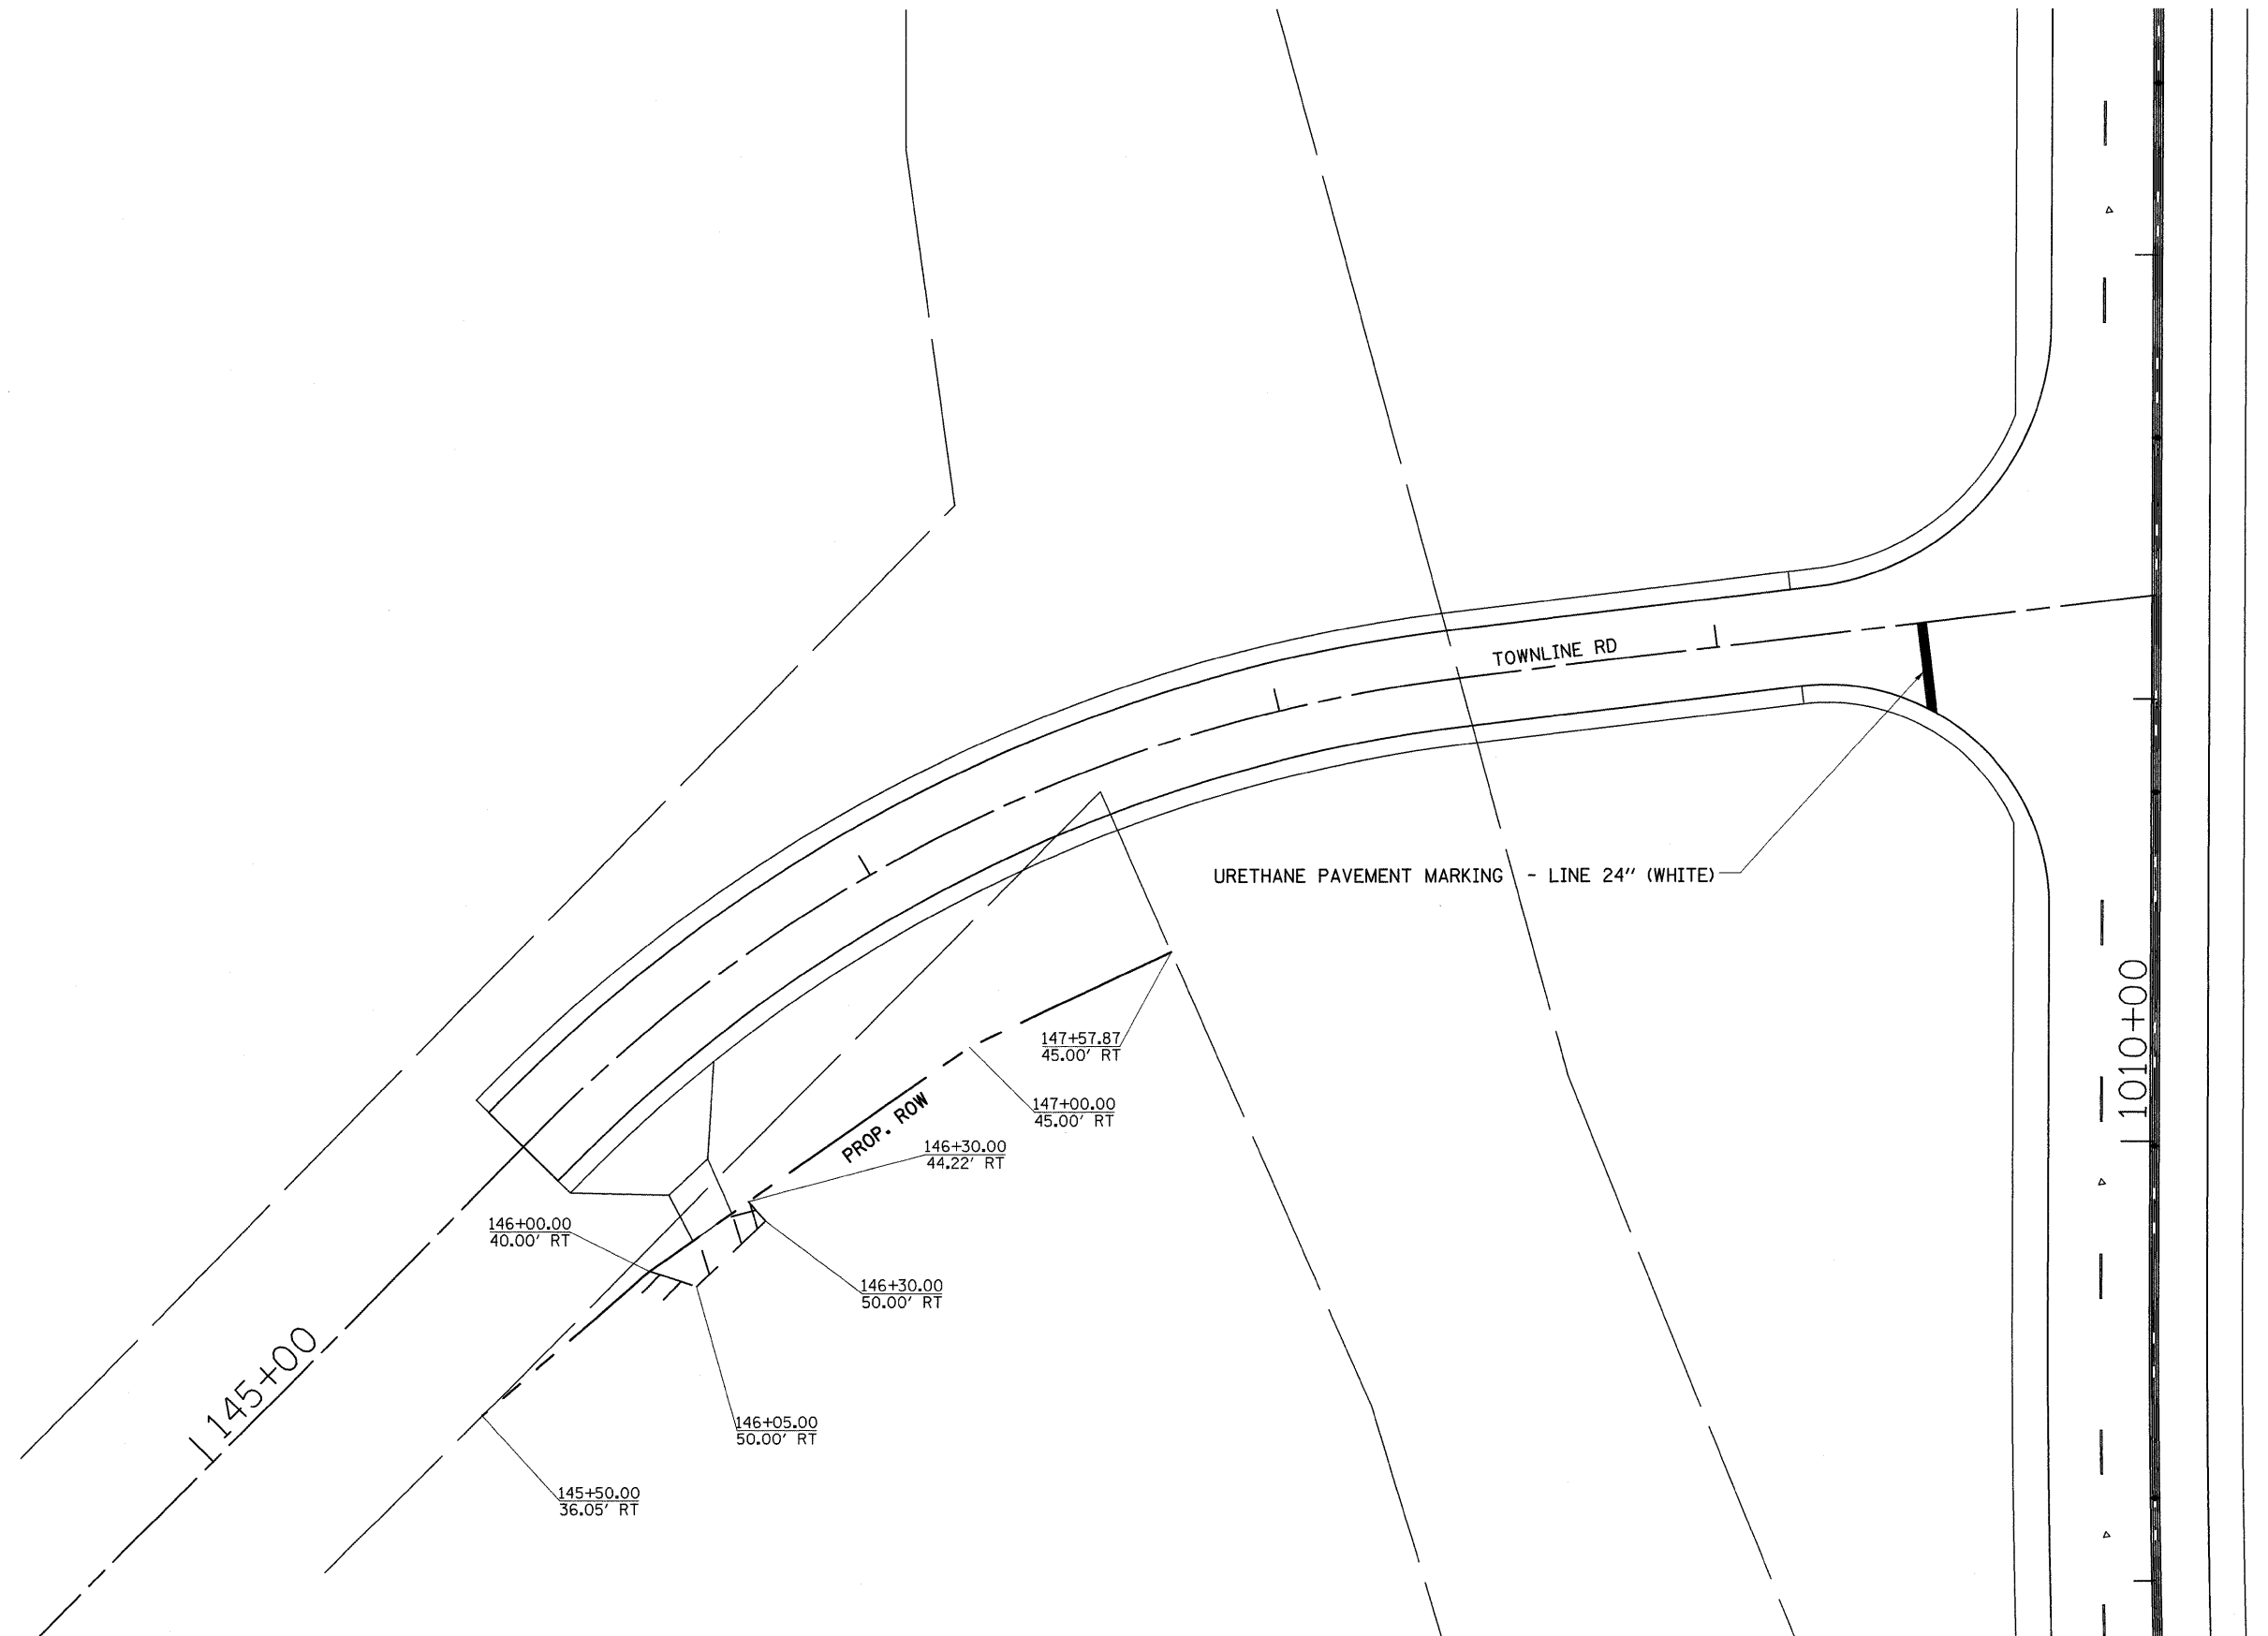 TOWNLINE RD
URETHANE PAVEMENT MARKING - LINE 24" (WHITE)
1010+00
147+57.87
45.00' RT
147+00.00
45.00' RT
PROP. ROW
146+30.00
44.22' RT
146+00.00
40.00' RT
146+30.00
50.00' RT
145+00
146+05.00
50.00' RT
145+50.00
36.05' RT